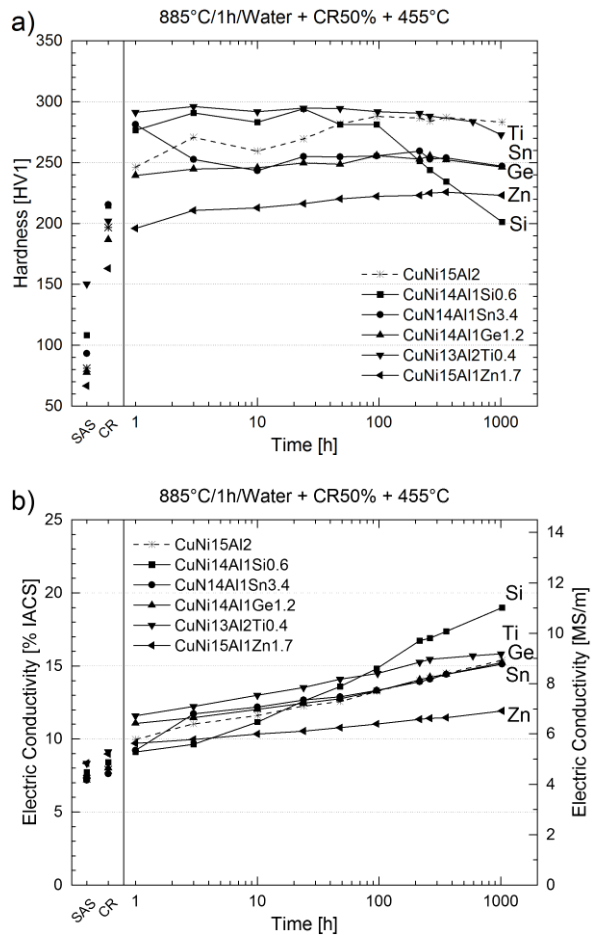 a)
885°C/1h/Water + CR50% + 455°C
Hardness [HV1]
350
300
250
200
150
100
50
Ti
Sn
Ge
Zn
Si
CuNi15Al2
CuNi14Al1Si0.6
CuN14Al1Sn3.4
CuNi14Al1Ge1.2
CuNi13Al2Ti0.4
CuNi15Al1Zn1.7
SAS
CR
1 10 100 1000
Time [h]
b)
885°C/1h/Water + CR50% + 455°C
Electric Conductivity [% IACS]
25
20
15
10
5
0
CuNi15Al2
CuNi14Al1Si0.6
CuN14Al1Sn3.4
CuNi14Al1Ge1.2
CuNi13Al2Ti0.4
CuNi15Al1Zn1.7
Si
Ti
Ge
Sn
Zn
14
12
10
8
6
4
2
0
Electric Conductivity [MS/m]
SAS
CR
1 10 100 1000
Time [h]